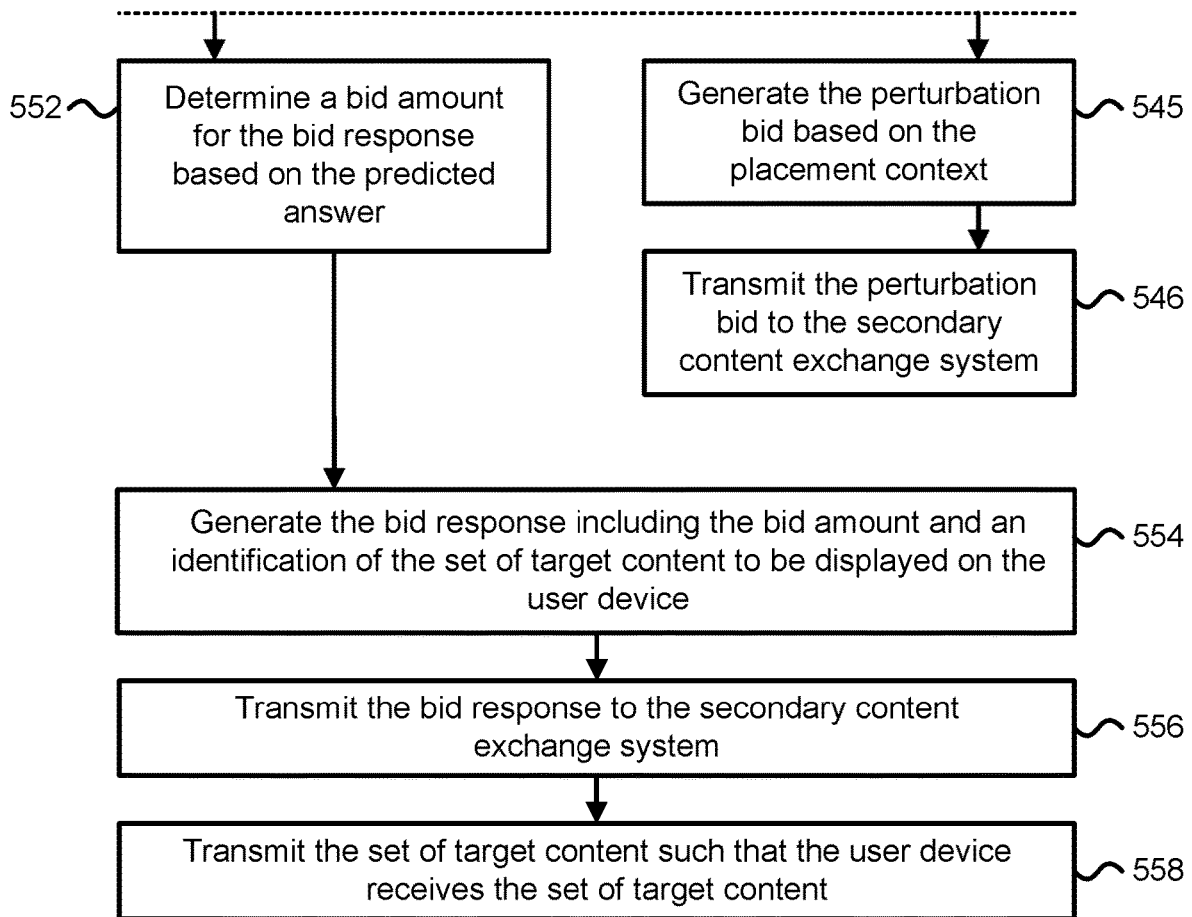 552
Determine a bid amount
for the bid response
based on the predicted
answer
Generate the perturbation
bid based on the
placement context
545
Transmit the perturbation
bid to the secondary
content exchange system
546
Generate the bid response including the bid amount and an
identification of the set of target content to be displayed on the
user device
554
Transmit the bid response to the secondary content
exchange system
556
Transmit the set of target content such that the user device
receives the set of target content
558